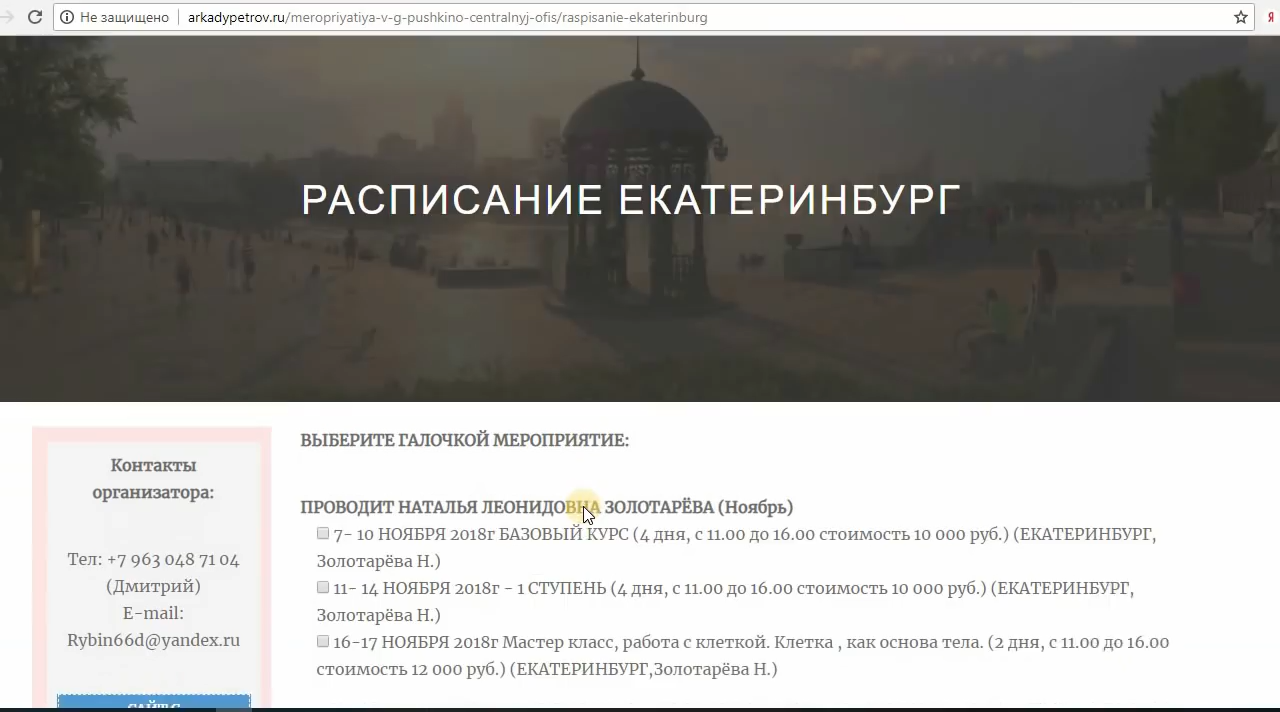 Не защищено
arkadypetrov.ru/meropriyatiya-v-g-pushkino-centralnyj-ofis/raspisanie-ekaterinburg
Я
РАСПИСАНИЕ ЕКАТЕРИНБУРГ
Контакты
организатора:
Тел: +7 963 048 71 04
(Дмитрий)
E-mail:
Rybin66d@yandex.ru
ВЫБЕРИТЕ ГАЛОЧКОЙ МЕРОПРИЯТИЕ:
ПРОВОДИТ НАТАЛЬЯ ЛЕОНИДОВНА ЗОЛОТАРЁВА (Ноябрь)
7- 10 НОЯБРЯ 2018г БАЗОВЫЙ КУРС (4 дня, с 11.00 до 16.00 стоимость 10 000 руб.) (ЕКАТЕРИНБУРГ,
Золотарёва Н.)
11- 14 НОЯБРЯ 2018г - 1 СТУПЕНЬ (4 дня, с 11.00 до 16.00 стоимость 10 000 руб.) (ЕКАТЕРИНБУРГ,
Золотарёва Н.)
16-17 НОЯБРЯ 2018г Мастер класс, работа с клеткой. Клетка , как основа тела. (2 дня, с 11.00 до 16.00
стоимость 12 000 руб.) (ЕКАТЕРИНБУРГ,Золотарёва Н.)